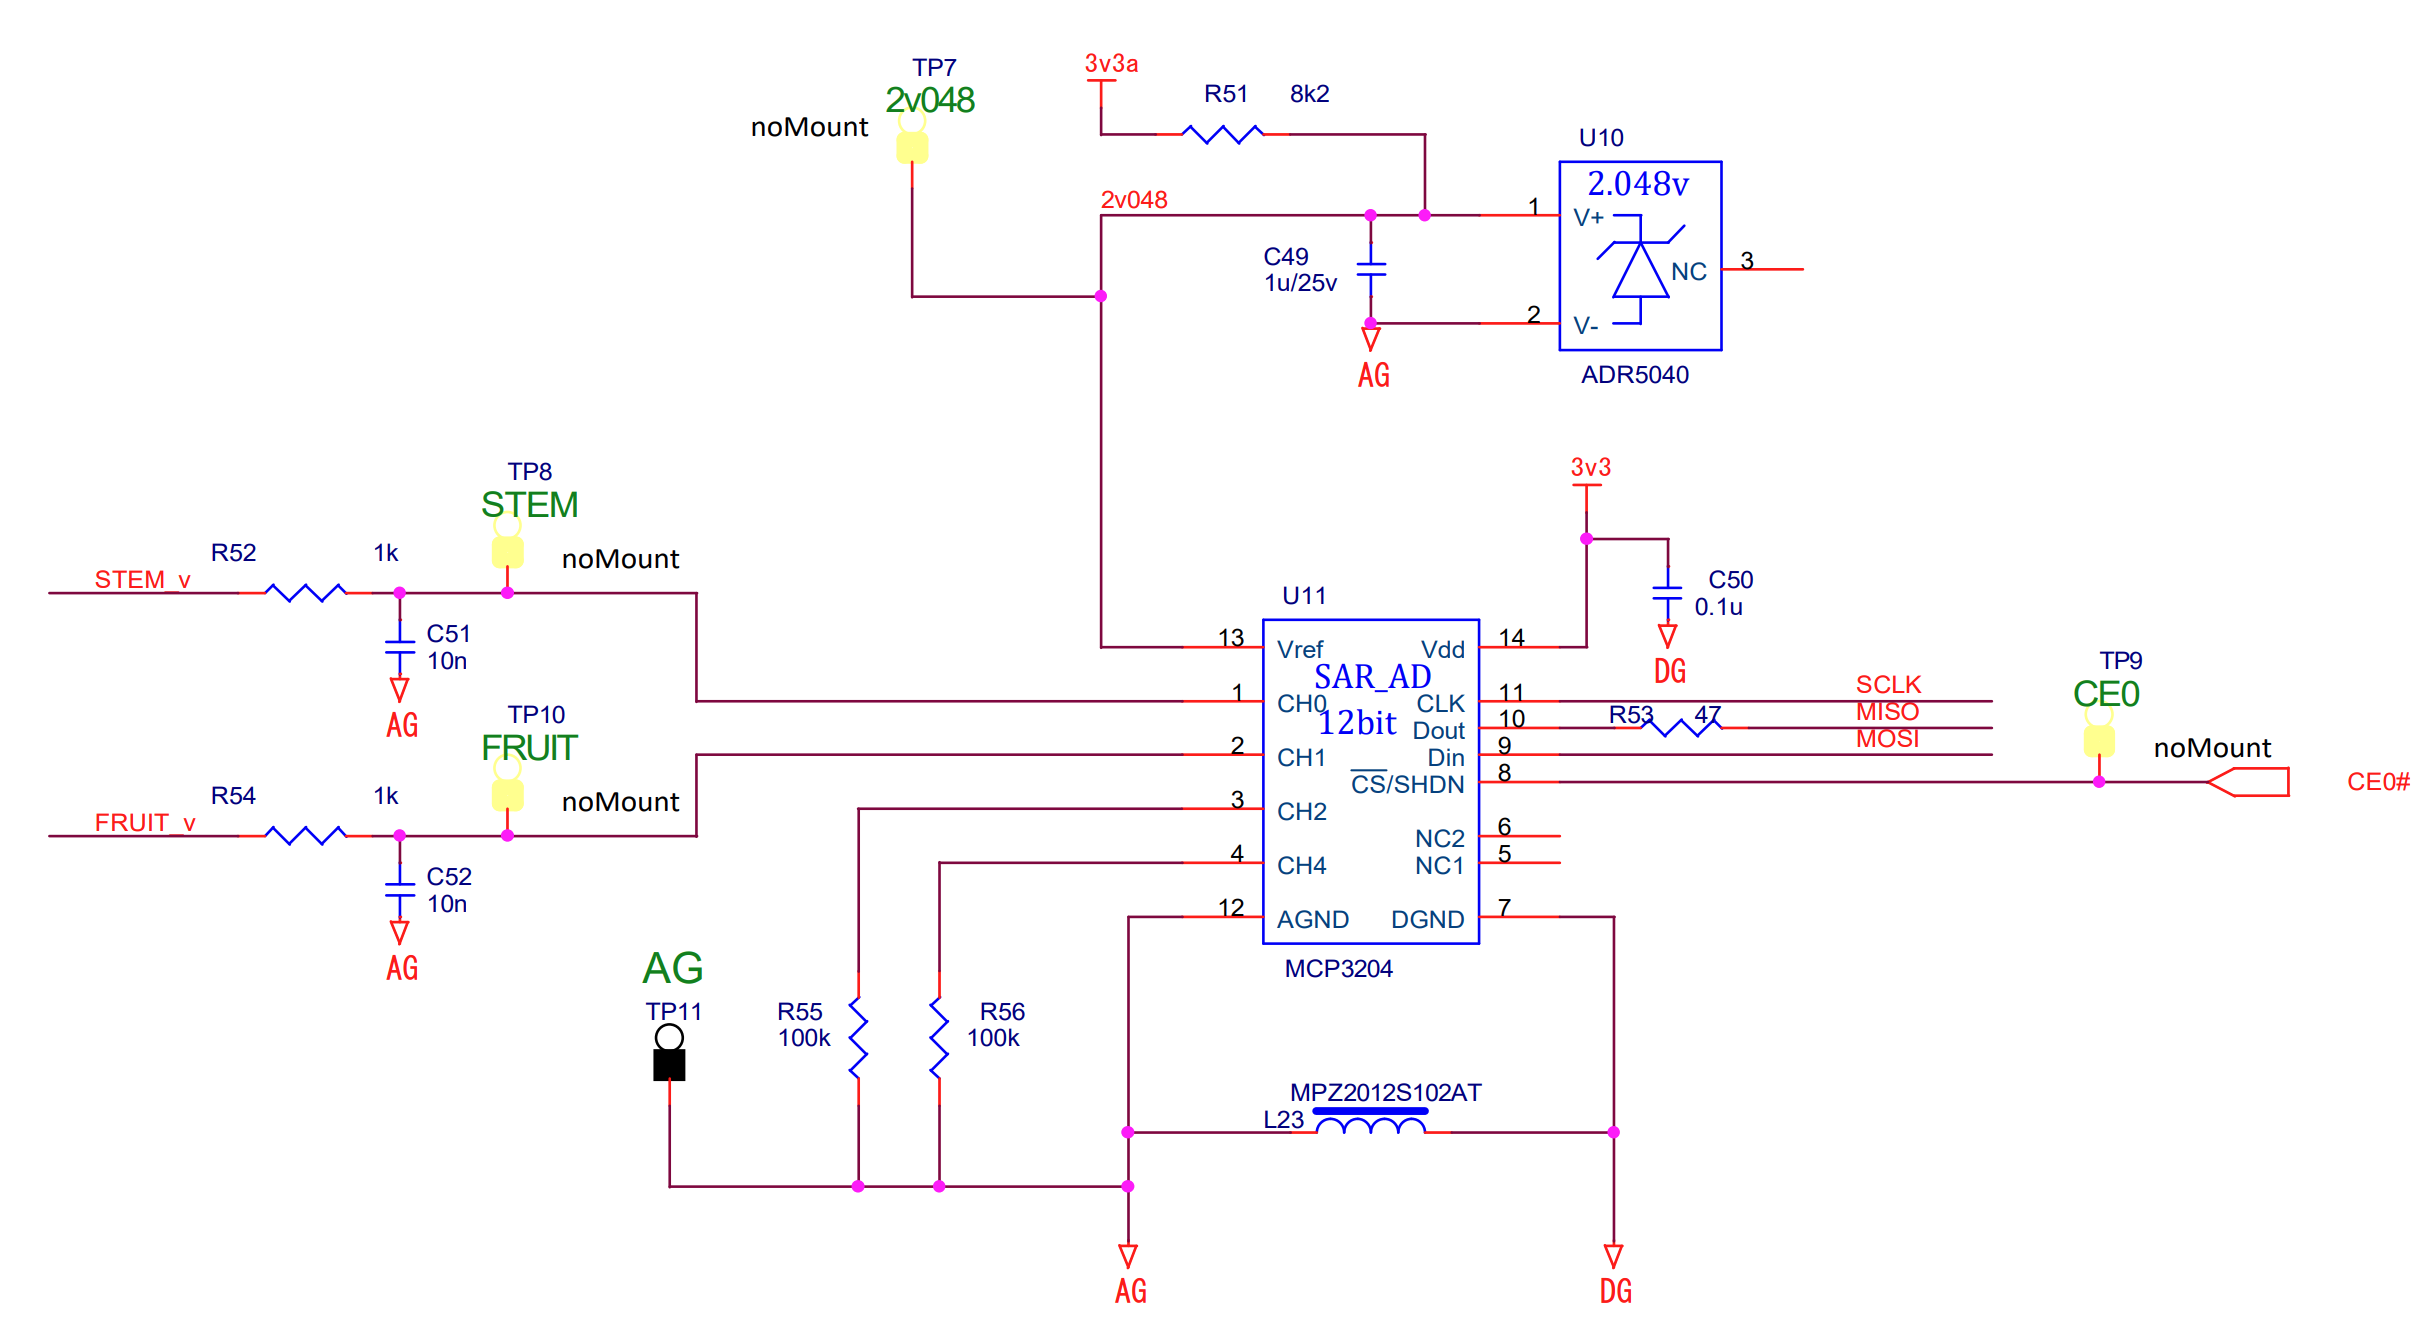 TP7
2v048
noMount
3v3a
R51 8k2
U10
2.048v
2v048
1
V+
C49
1u/25v
NC
3
2
V-
AG
ADR5040
TP8
STEM
noMount
R52 1k
STEM_v
C51
10n
AG
3v3
C50
0.1u
DG
U11
13
Vref
Vdd
14
SAR_AD
12bit
1
CH0
CLK
11
SCLK
Dout
10
R53 47
MISO
2
CH1
Din
9
MOSI
CS/SHDN
8
TP9
CE0
noMount
CE0#
3
CH2
NC2
6
4
CH4
NC1
5
12
AGND
DGND
7
MCP3204
TP10
FRUIT
noMount
R54 1k
FRUIT_v
C52
10n
AG
AG
TP11
R55
100k
R56
100k
MPZ2012S102AT
L23
AG
DG